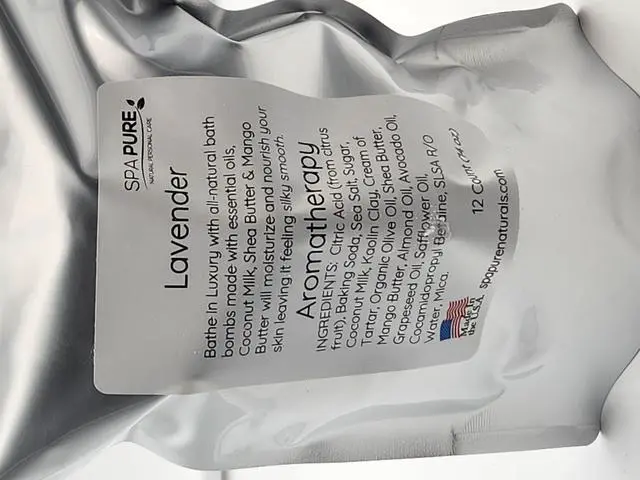 SPA PURE
NATURAL PERSONAL CARE
Lavender
Bathe in Luxury with all-natural bath
bombs made with essential oils,
Coconut Milk, Shea Butter & Mango
Butter will moisturize and nourish your
skin leaving it feeling silky smooth.
Aromatherapy
INGREDIENTS: Citric Acid (from citrus
fruit), Baking Soda, Sea Salt, Sugar,
Coconut Milk, Kaolin Clay, Cream of
Tartar, Organic Olive Oil, Shea Butter,
Mango Butter, Almond Oil, Avocado Oil,
Grapeseed Oil, Safflower Oil,
Cocamidopropyl Betaine, SLSA R/O
Water, Mica.
Made In
the U.S.A.
12 Count (14 oz)
spapurenaturals.com